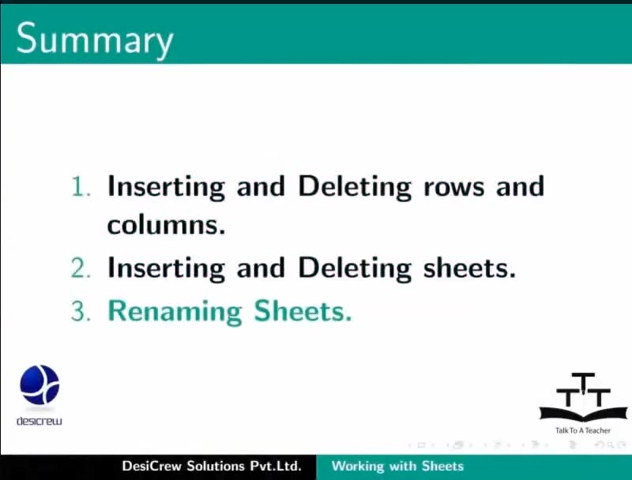 Summary
1. Inserting and Deleting rows and
columns.
2. Inserting and Deleting sheets.
3. Renaming Sheets.
desicrew
TTT
Talk To A Teacher
DesiCrew Solutions Pvt.Ltd. Working with Sheets